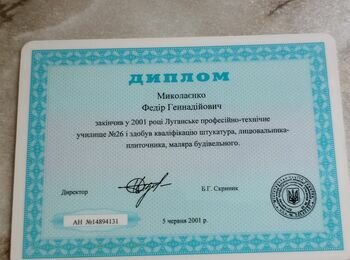 ДИПЛОМ
Миколаєнко
Федір Геннадійович
закінчив у 2001 році Луганське професійно-технічне
училище №26 і здобув кваліфікацію штукатура, лицювальника-
плиточника, маляра будівельного.
Директор
Б.Г. Скринник
АН №14894131
5 червня 2001 р.